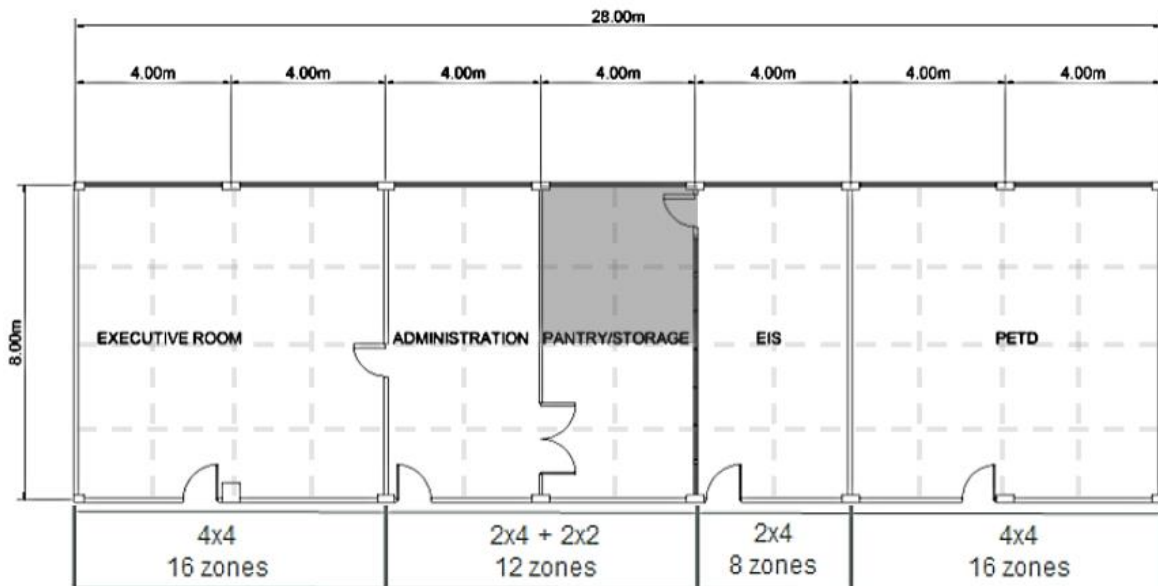 28.00m
4.00m 4.00m 4.00m 4.00m 4.00m 4.00m 4.00m
8.00m
EXECUTIVE ROOM ADMINISTRATION PANTRY/STORAGE EIS PETD
4x4 2x4 + 2x2 2x4 4x4
16 zones 12 zones 8 zones 16 zones